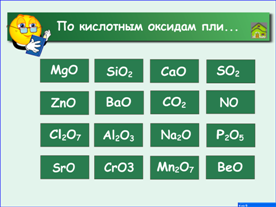 По кислотным оксидам пли...
MgO SiO₂ CaO SO₂
ZnO BaO CO₂ NO
Cl₂O₇ Al₂O₃ Na₂O P₂O₅
SrO CrO3 Mn₂O₇ BeO